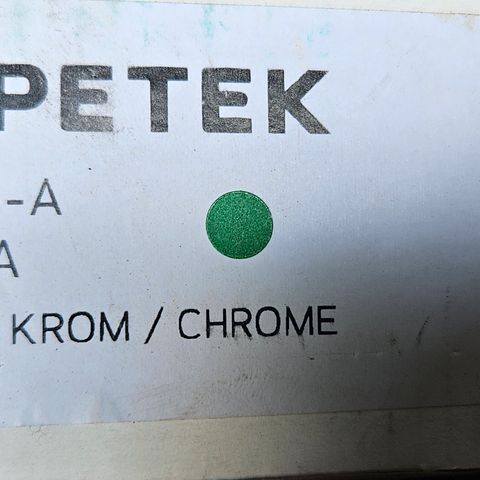 PETEK
-A
A
KROM / CHROME